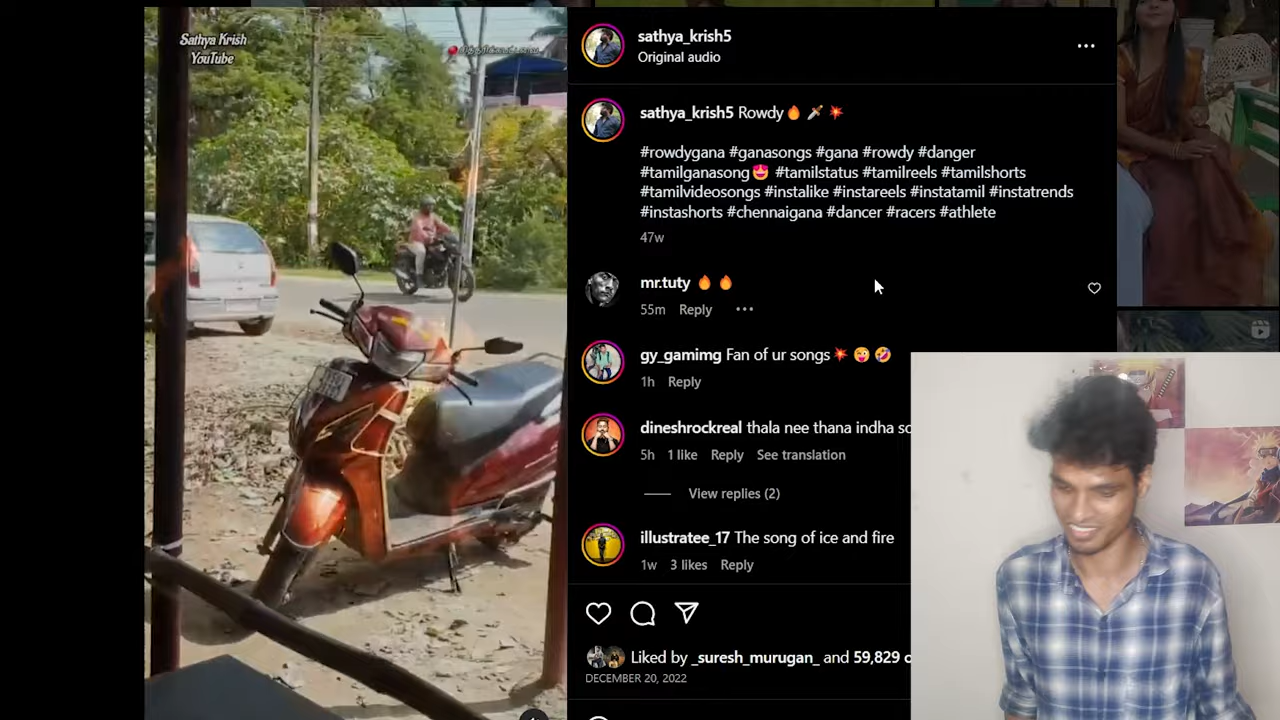 Sathya Krish
YouTube
sathya_krish5
Original audio
sathya_krish5 Rowdy🔥 🗡️ 💥
#rowdygana #ganasongs #gana #rowdy #danger
#tamilganasong😍 #tamilstatus #tamilreels #tamilshorts
#tamilvideosongs #instalike #instareels #instatamil #instatrends
#instashorts #chennaigana #dancer #racers #athlete
47w
mr.tuty 🔥 🔥
55m Reply
gy_gamimg Fan of ur songs💥 😜 🤣
1h Reply
dineshrockreal thala nee thana indha
5h 1 like Reply See translation
View replies (2)
illustratee_17 The song of ice and fire
1w 3 likes Reply
Liked by _suresh_murugan_ and 59,829
DECEMBER 20, 2022